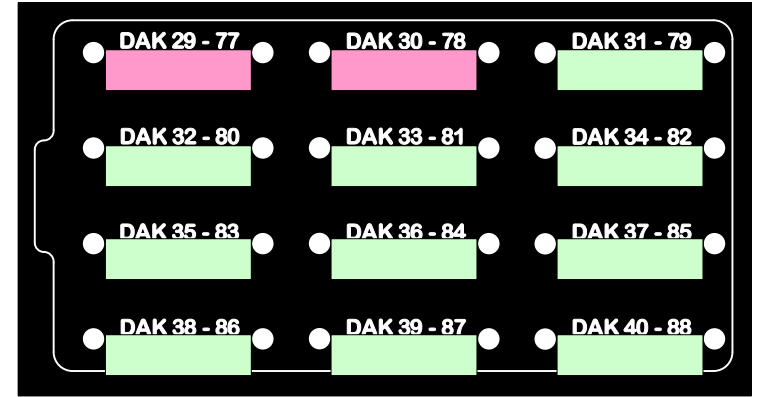 DAK 29 - 77 DAK 30 - 78 DAK 31 - 79
DAK 32 - 80 DAK 33 - 81 DAK 34 - 82
DAK 35 - 83 DAK 36 - 84 DAK 37 - 85
DAK 38 - 86 DAK 39 - 87 DAK 40 - 88